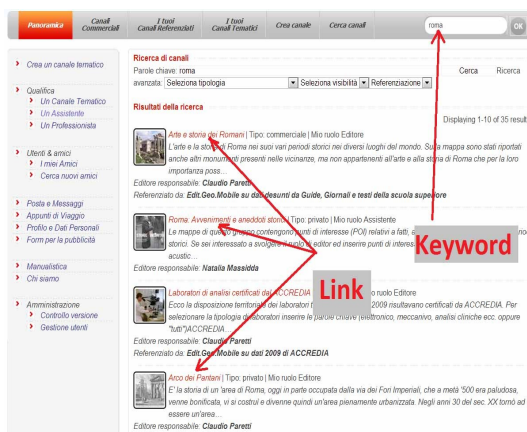 Panoramica
Canali Commerciali
I tuoi Canali Referenziati
I tuoi Canali Tematici
Crea canale
Cerca canali
roma
OK
Crea un canale tematico
Qualifica
Un Canale Tematico
Un Assistente
Un Professionista
Utenti & amici
I miei Amici
Cerca nuovi amici
Posta e Messaggi
Appunti di Viaggio
Profilo e Dati Personali
Form per la pubblicità
Manualistica
Chi siamo
Amministrazione
Controllo versione
Gestione utenti
Ricerca di canali
Parole chiave: roma Cerca Ricerca
avanzata: Seleziona tipologia Seleziona visibilità Referenziazione
Risultati della ricerca
Displaying 1-10 of 35 result
Arte e storia dei Romani | Tipo: commerciale | Mio ruolo Editore
L'arte e la storia di Roma nei suoi vari periodi storici nei diversi luoghi del mondo. Sulla mappa sono stati riportati
anche altri monumenti presenti nelle vicinanze, ma non appartenenti all'arte e alla storia di Roma che per la loro
importanza poss…
Editore responsabile: Claudio Paretti
Referenziato da: Edit.Geo.Mobile su dati desunti da Guide, Giornali e testi della scuola superiore
Roma: Avvenimenti e aneddoti storici | Tipo: privato | Mio ruolo Assistente
Le mappe di questo gruppo contengono punti di interesse (POI) relativi a fatti,
storici. Se sei interessato a svolgere il ruolo di editor ed inserire punti di
acustic…
Editore responsabile: Natalia Massidda
Keyword
Link
Laboratori di analisi certificati da ACCREDIA ruolo Editore
Ecco la disposizione territoriale dei laboratori 2009 risultavano certificati da ACCREDIA. Per
selezionare la tipologia di laboratori inserire le parole chiave (elettronico, meccanivo, analisi cliniche ecc. oppure
"tutti")ACCREDIA…
Editore responsabile: Claudio Paretti
Referenziato da: Edit.Geo.Mobile su dati 2009 di ACCREDIA
Arco dei Pantani | Tipo: privato | Mio ruolo Editore
E' la storia di un 'area di Roma, oggi in parte occupata dalla via dei Fori Imperiali, che a metà '500 era paludosa,
venne bonificata, vi si costruì e divenne quindi un'area pienamente urbanizzata. Negli anni 30 del sec. XX tornò ad
essere un'area…
Editore responsabile: Claudio Paretti